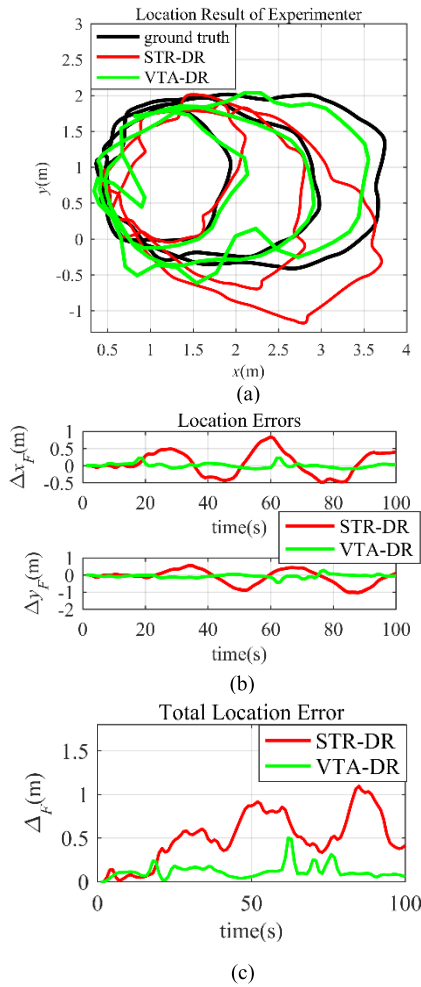 Location Result of Experimenter
3
ground truth
2.5
STR-DR
2
VTA-DR
1.5
y(m)
1
0.5
0
-0.5
-1
0.5 1 1.5 2 2.5 3 3.5 4
x(m)
(a)
Location Errors
Δx_F(m)
1
0
-0.5
0 20 40 60 80 100
time(s)
STR-DR
VTA-DR
Δy_F(m)
1
0
-1
-2
0 20 40 60 80 100
time(s)
(b)
Total Location Error
STR-DR
VTA-DR
Δ_F(m)
1.5
1
0.5
0
0 50 100
time(s)
(c)